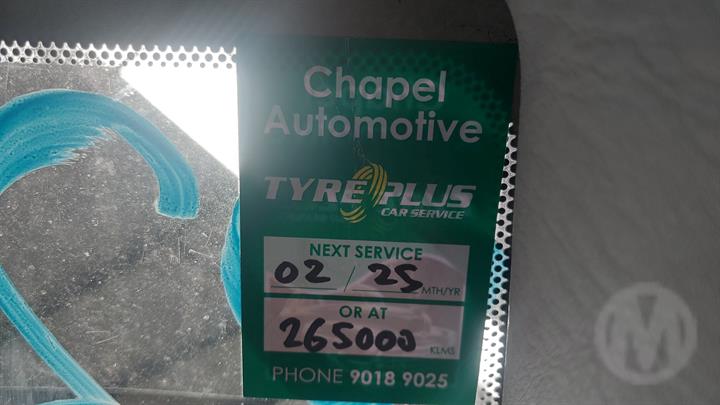 Chapel
Automotive
TYREPLUS
CAR SERVICE
NEXT SERVICE
02 / 25 MTH/YR
OR AT
265000 KLMS
PHONE 9018 9025
M